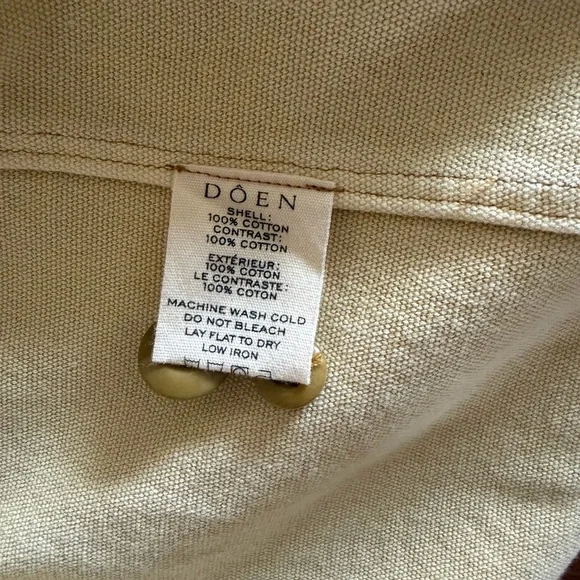 DÔEN
SHELL:
100% COTTON
CONTRAST:
100% COTTON
EXTÉRIEUR:
100% COTON
LE CONTRASTE:
100% COTON
MACHINE WASH COLD
DO NOT BLEACH
LAY FLAT TO DRY
LOW IRON